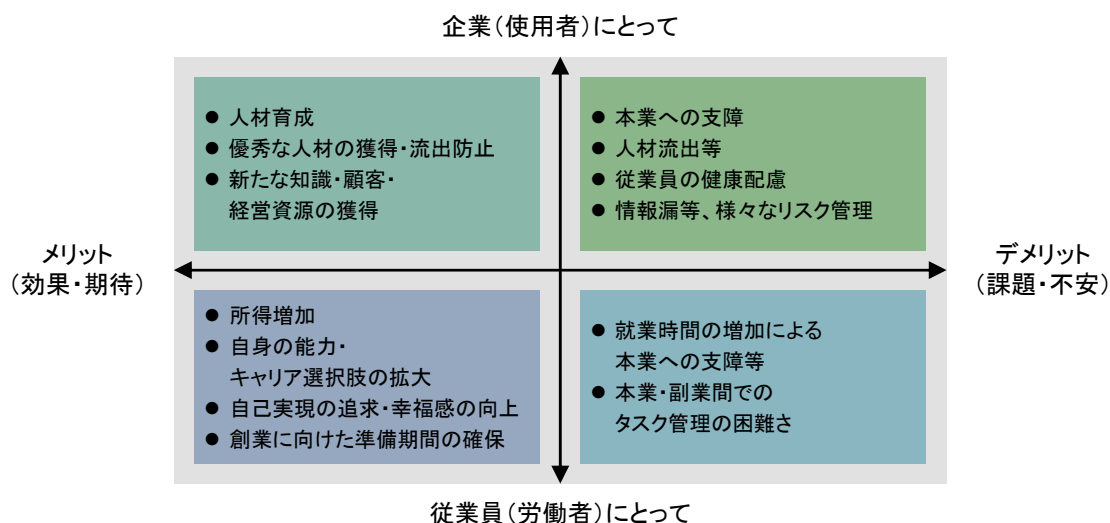 企業(使用者)にとって
● 人材育成
● 優秀な人材の獲得・流出防止
● 新たな知識・顧客・
経営資源の獲得
● 本業への支障
● 人材流出等
● 従業員の健康配慮
● 情報漏等、様々なリスク管理
メリット
(効果・期待)
デメリット
(課題・不安)
● 所得増加
● 自身の能力・
キャリア選択肢の拡大
● 自己実現の追求・幸福感の向上
● 創業に向けた準備期間の確保
● 就業時間の増加による
本業への支障等
● 本業・副業間での
タスク管理の困難さ
従業員(労働者)にとって